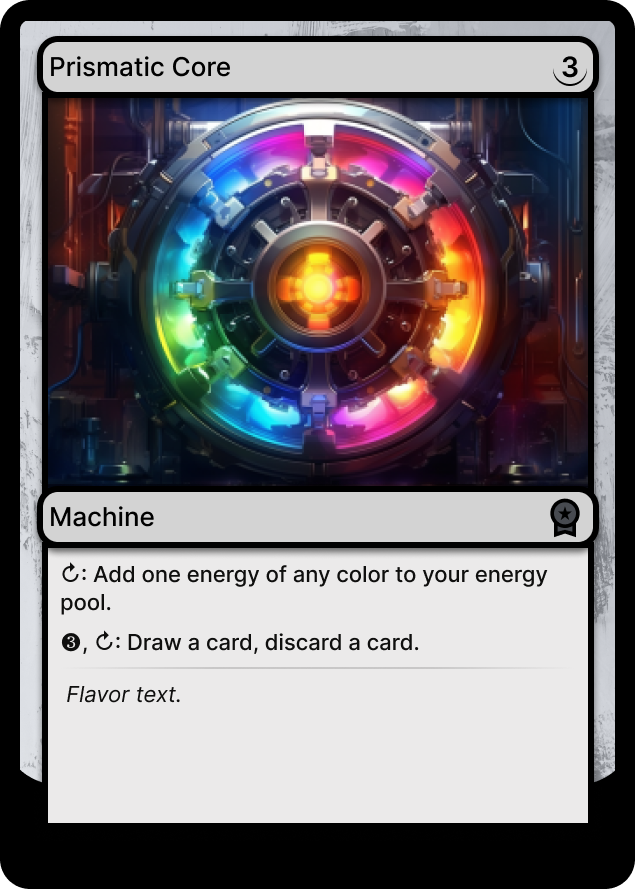 Prismatic Core
3
Machine
↻: Add one energy of any color to your energy
pool.
❸, ↻: Draw a card, discard a card.
Flavor text.